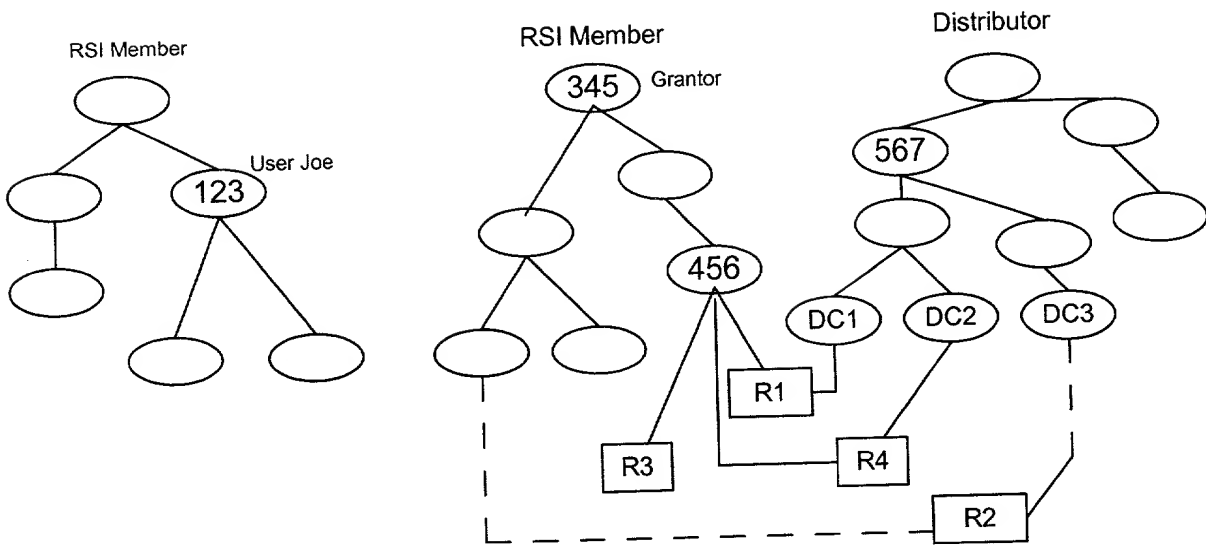 RSI Member
RSI Member
Distributor
345
Grantor
567
User Joe
123
456
DC1
DC2
DC3
R1
R3
R4
R2